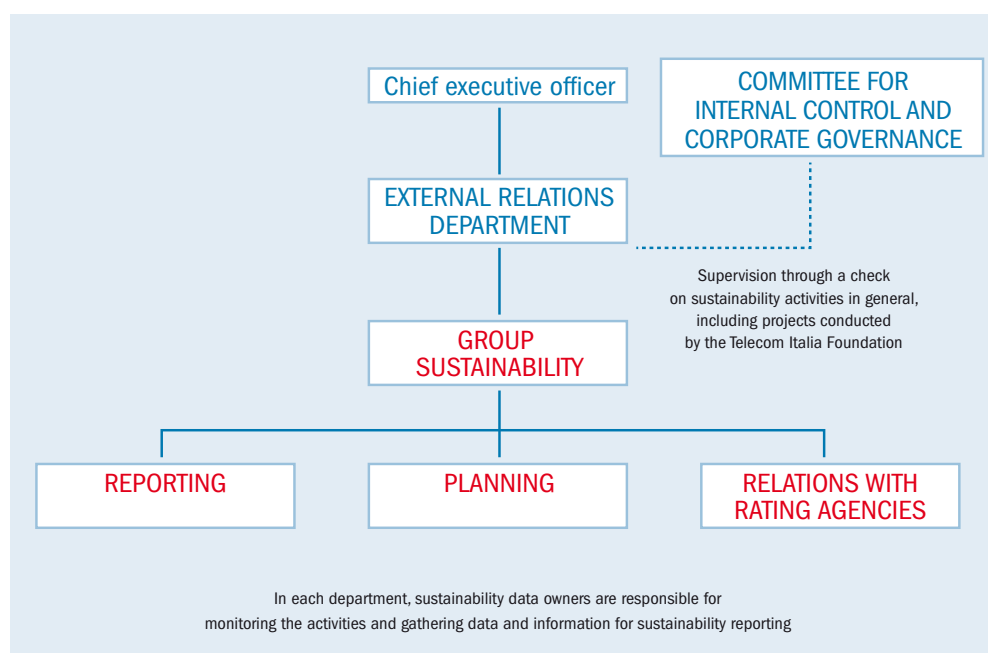 Chief executive officer
COMMITTEE FOR
INTERNAL CONTROL AND
CORPORATE GOVERNANCE
EXTERNAL RELATIONS
DEPARTMENT
Supervision through a check
on sustainability activities in general,
including projects conducted
by the Telecom Italia Foundation
GROUP
SUSTAINABILITY
REPORTING
PLANNING
RELATIONS WITH
RATING AGENCIES
In each department, sustainability data owners are responsible for
monitoring the activities and gathering data and information for sustainability reporting